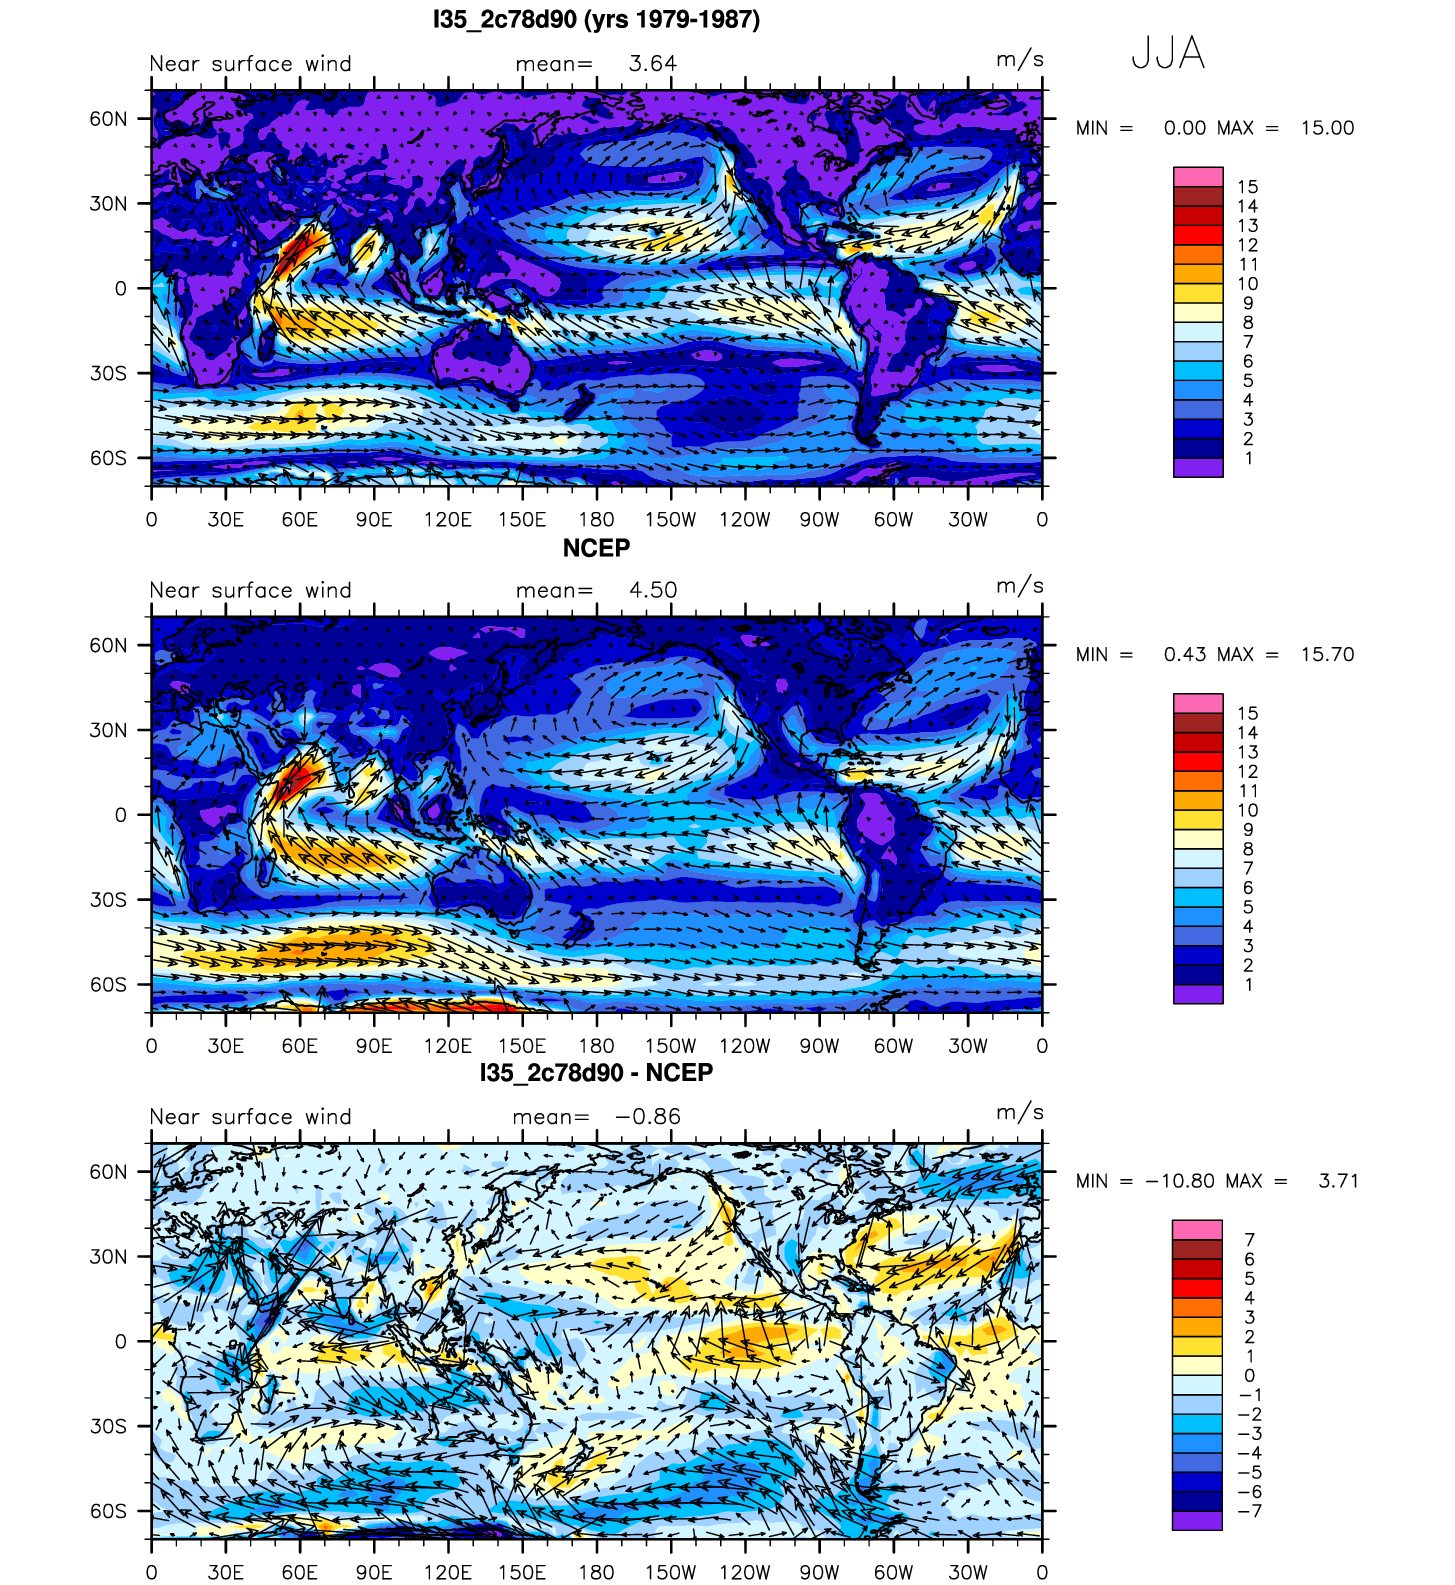 I35_2c78d90 (yrs 1979-1987)
JJA
Near surface wind mean= 3.64 m/s
MIN = 0.00 MAX = 15.00
60N
30N
0
30S
60S
0 30E 60E 90E 120E 150E 180 150W 120W 90W 60W 30W 0
15
14
13
12
11
10
9
8
7
6
5
4
3
2
1
NCEP
Near surface wind mean= 4.50 m/s
MIN = 0.43 MAX = 15.70
60N
30N
0
30S
60S
0 30E 60E 90E 120E 150E 180 150W 120W 90W 60W 30W 0
15
14
13
12
11
10
9
8
7
6
5
4
3
2
1
I35_2c78d90 - NCEP
Near surface wind mean= −0.86 m/s
MIN = −10.80 MAX = 3.71
60N
30N
0
30S
60S
0 30E 60E 90E 120E 150E 180 150W 120W 90W 60W 30W 0
7
6
5
4
3
2
1
0
−1
−2
−3
−4
−5
−6
−7